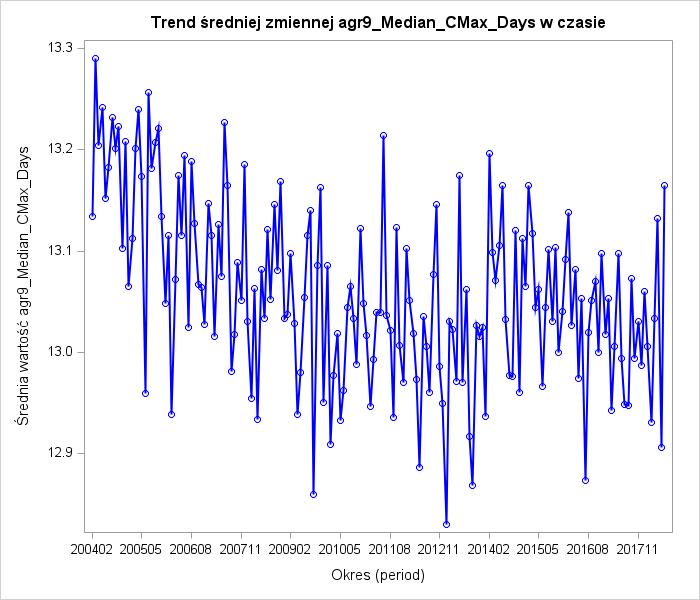 Trend średniej zmiennej agr9_Median_CMax_Days w czasie
Średnia wartość agr9_Median_CMax_Days
13.3
13.2
13.1
13.0
12.9
200402 200505 200608 200711 200902 201005 201108 201211 201402 201505 201608 201711
Okres (period)